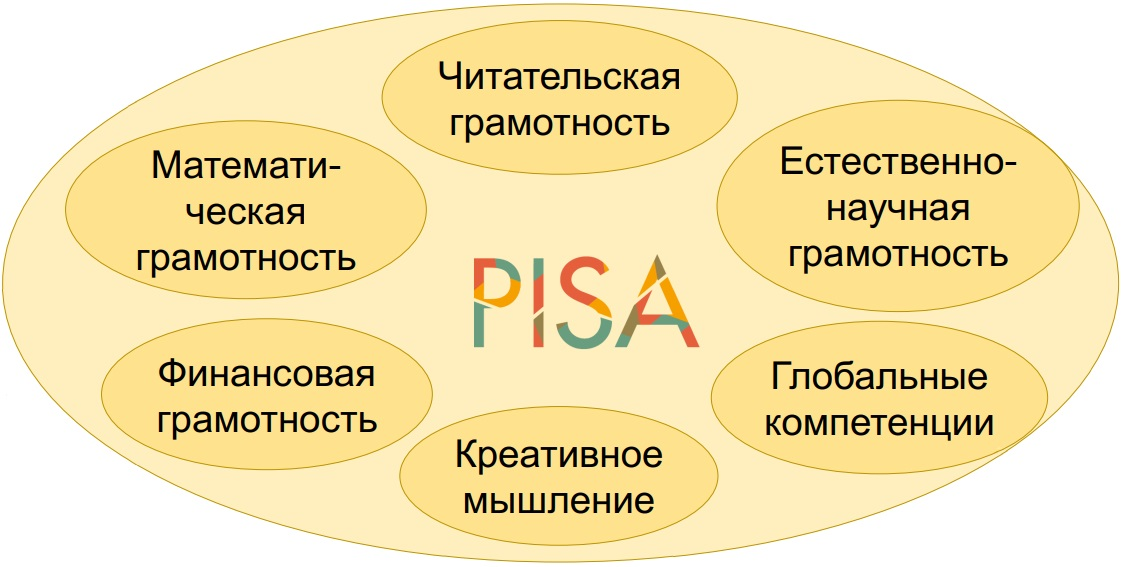 Читательская
грамотность
Математи-
ческая
грамотность
Естественно-
научная
грамотность
PISA
Финансовая
грамотность
Глобальные
компетенции
Креативное
мышление